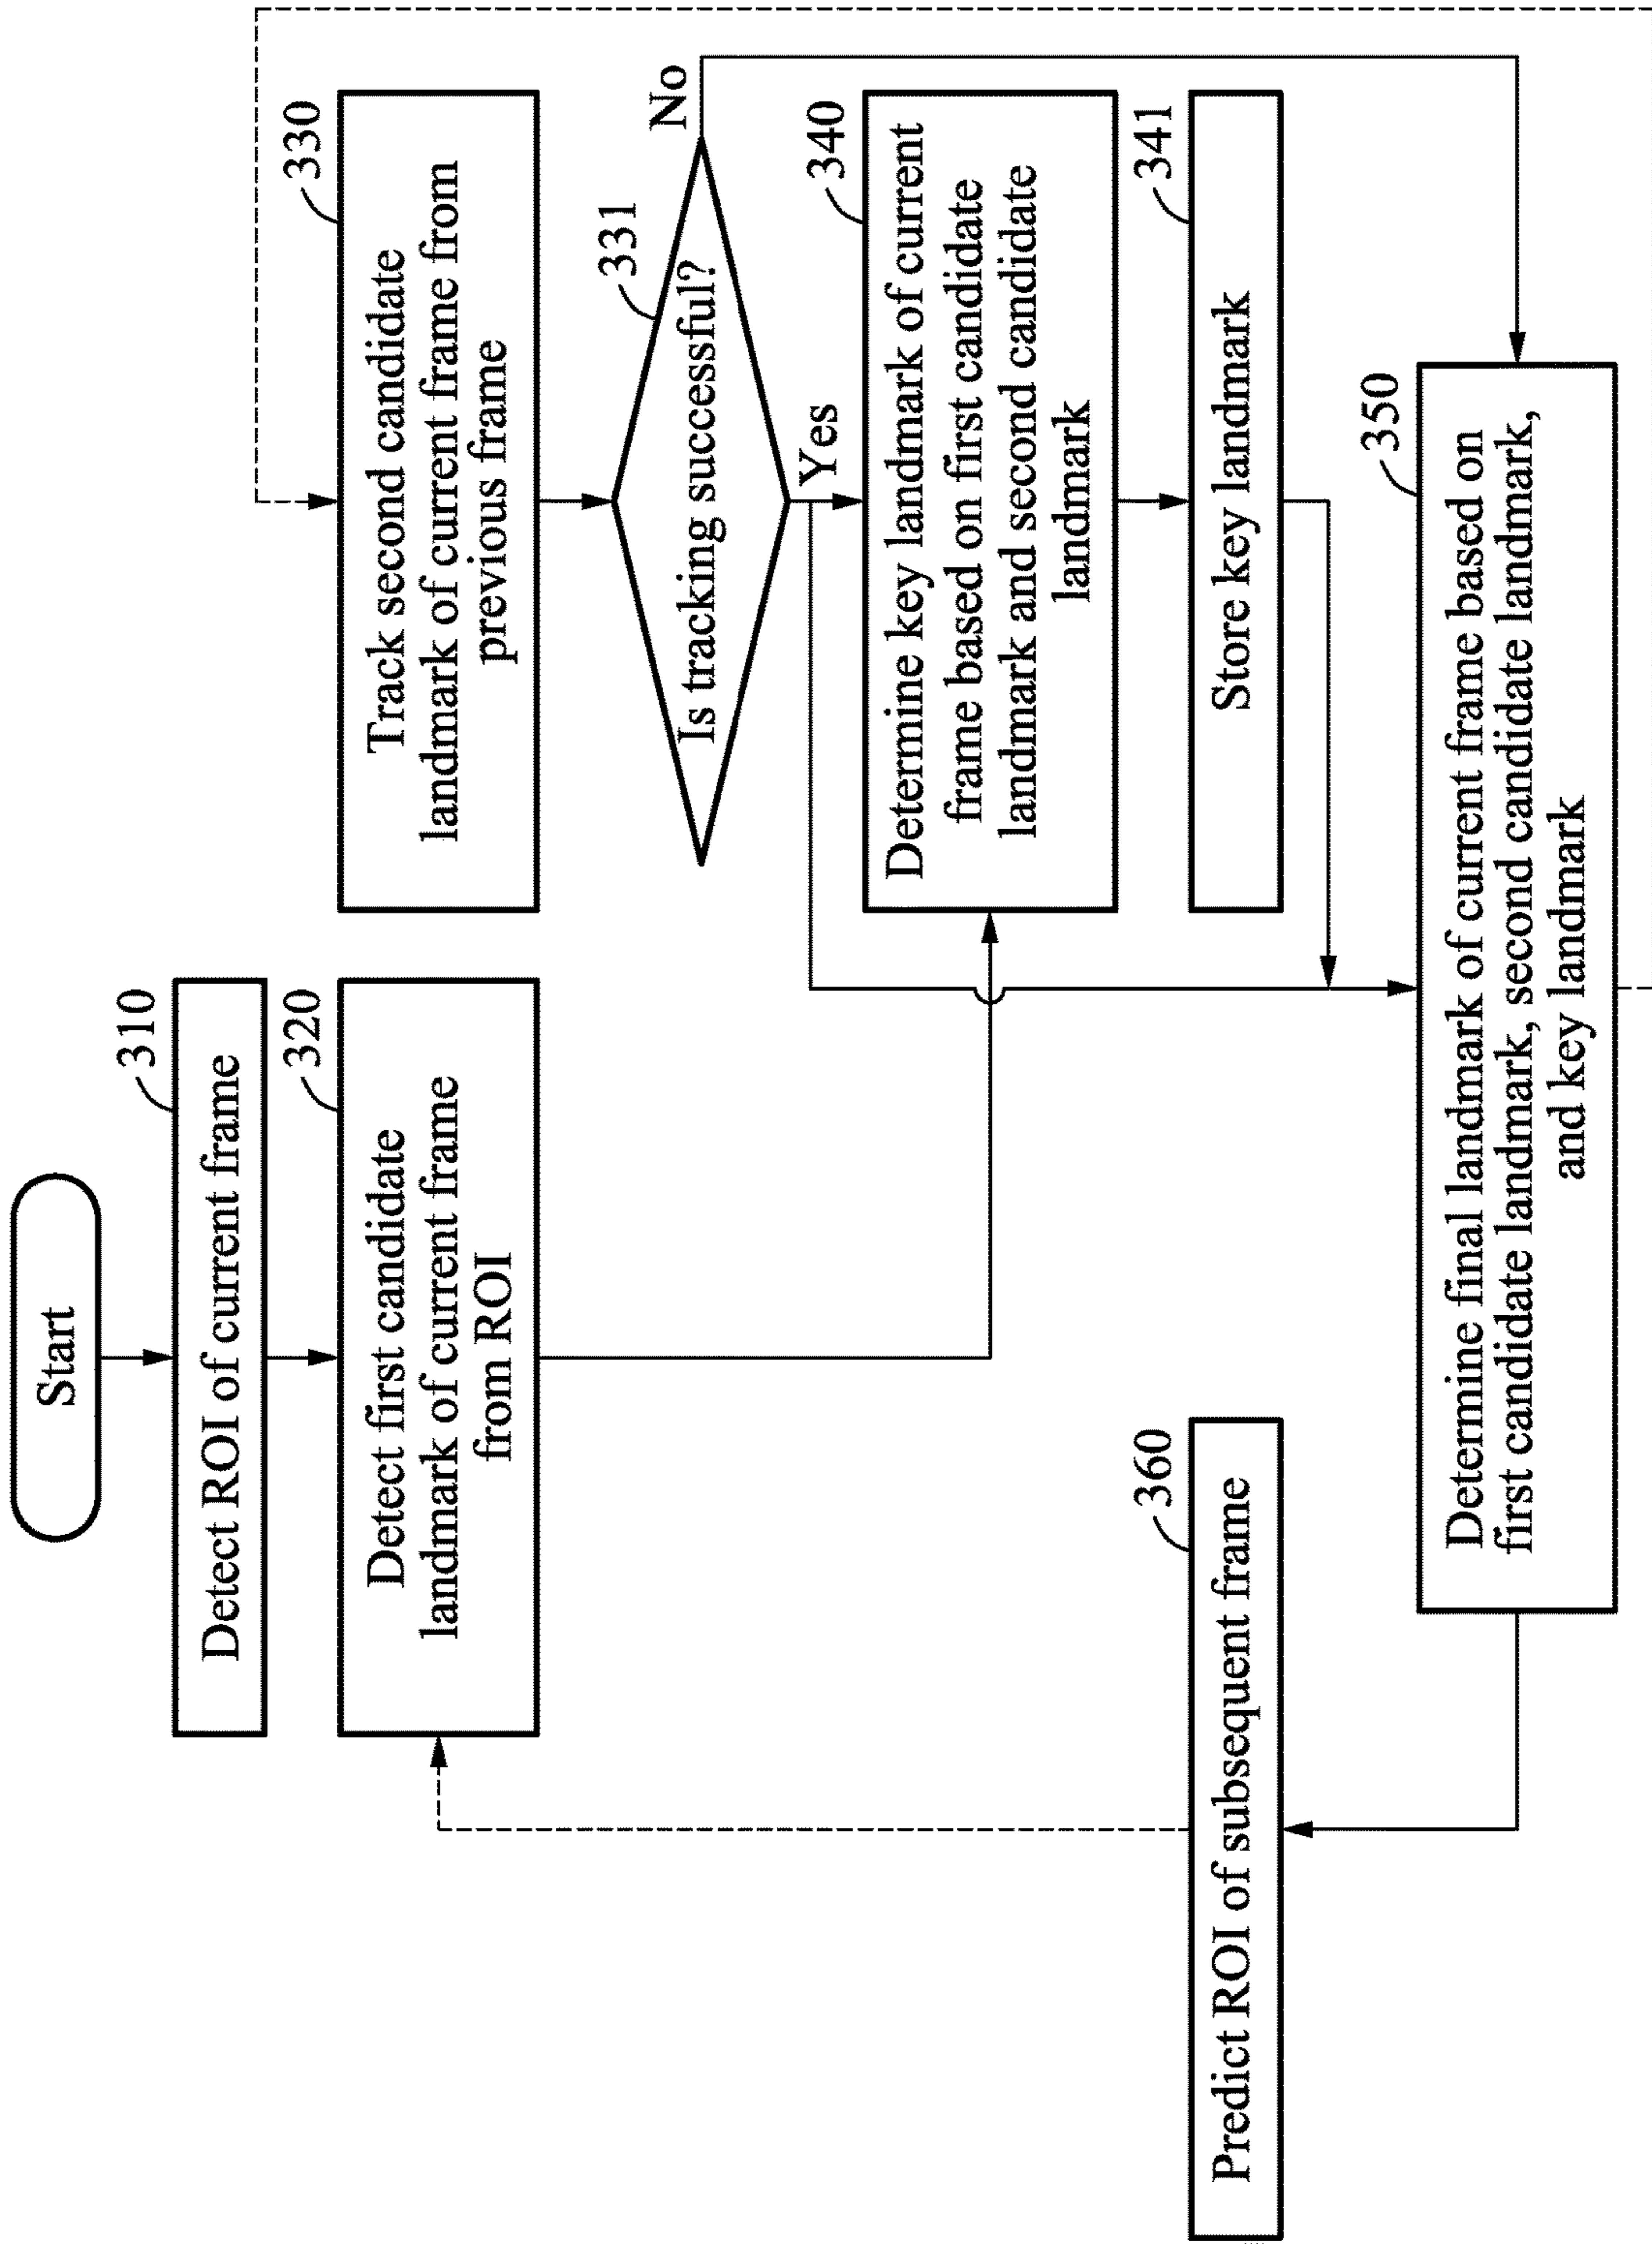 Start
310
Detect ROI of current frame
320
Detect first candidate
landmark of current frame
from ROI
330
Track second candidate
landmark of current frame from
previous frame
331
Is tracking successful?
No
Yes
340
Determine key landmark of current
frame based on first candidate
landmark and second candidate
landmark
341
Store key landmark
350
Determine final landmark of current frame based on
first candidate landmark, second candidate landmark,
and key landmark
360
Predict ROI of subsequent frame